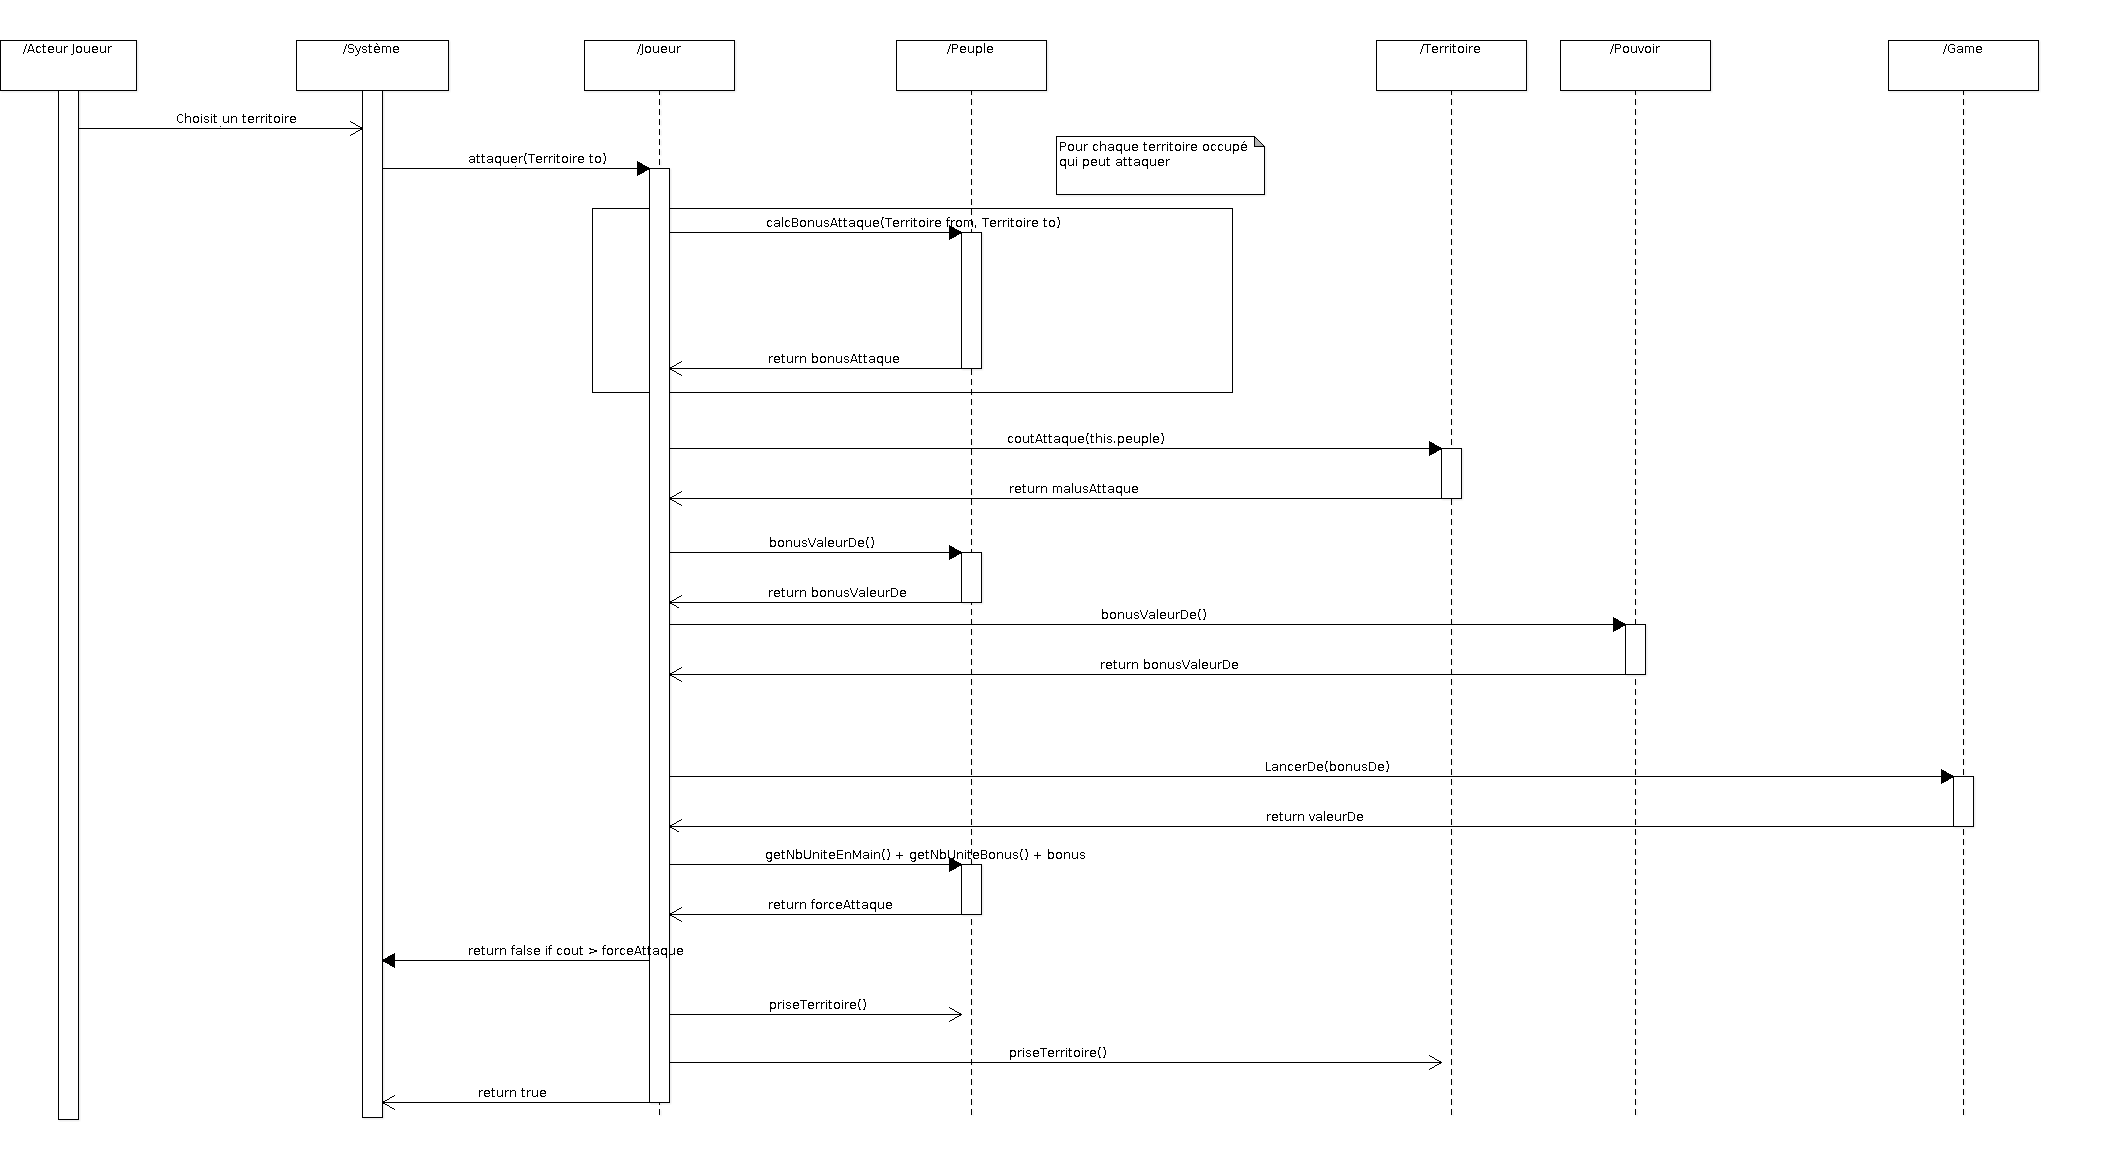 /Acteur Joueur
/Système
/Joueur
/Peuple
/Territoire
/Pouvoir
/Game
Choisit un territoire
Pour chaque territoire occupé
qui peut attaquer
attaquer(Territoire to)
calcBonusAttaque(Territoire from, Territoire to)
return bonusAttaque
coutAttaque(this.peuple)
return malusAttaque
bonusValeurDe()
return bonusValeurDe
bonusValeurDe()
return bonusValeurDe
LancerDe(bonusDe)
return valeurDe
getNbUniteEnMain() + getNbUniteBonus() + bonus
return forceAttaque
return false if cout > forceAttaque
priseTerritoire()
priseTerritoire()
return true